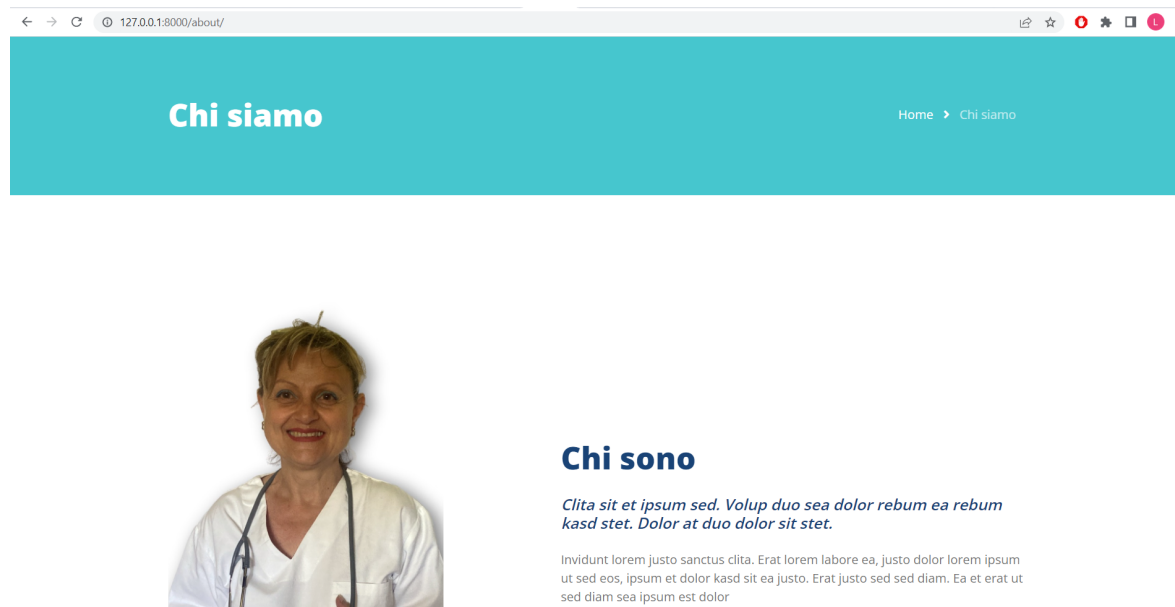 127.0.0.1:8000/about/
L
Chi siamo
Home > Chi siamo
Chi sono
Clita sit et ipsum sed. Volup duo sea dolor rebum ea rebum
kasd stet. Dolor at duo dolor sit stet.
Invidunt lorem justo sanctus clita. Erat lorem labore ea, justo dolor lorem ipsum
ut sed eos, ipsum et dolor kasd sit ea justo. Erat justo sed sed diam. Ea et erat ut
sed diam sea ipsum est dolor